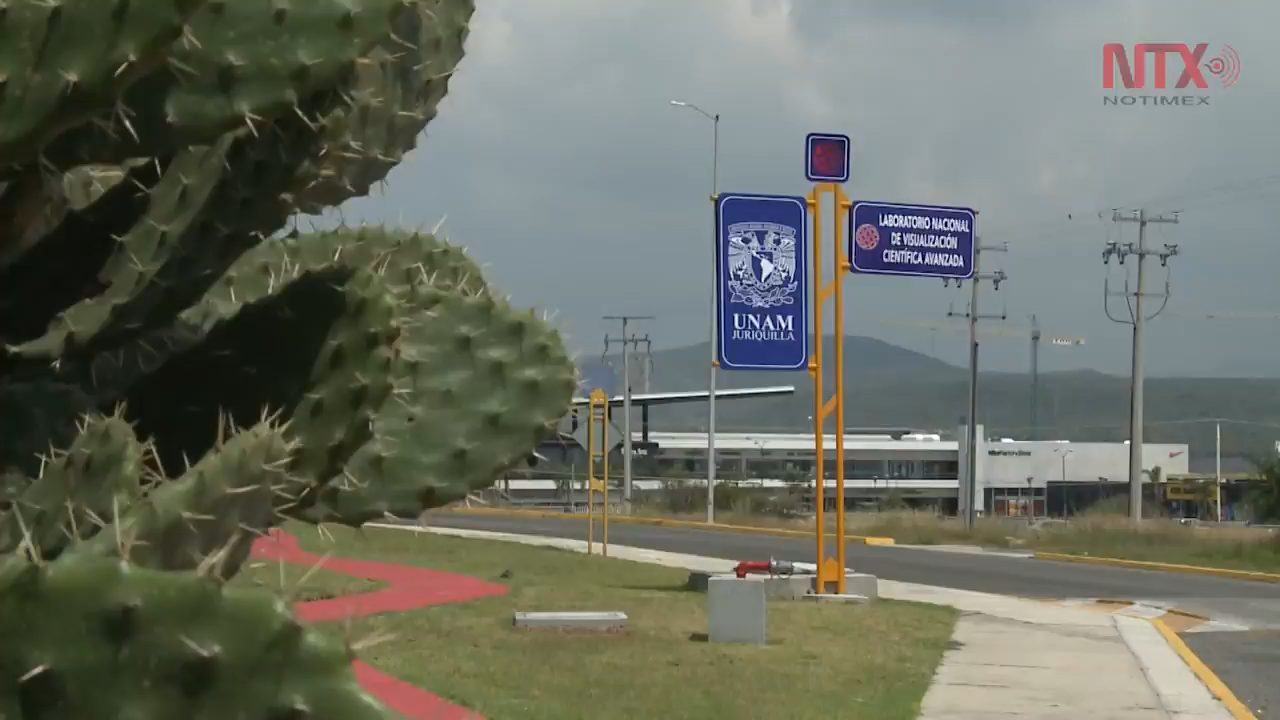 NTX
NOTIMEX
LABORATORIO NACIONAL
DE VISUALIZACIÓN
CIENTÍFICA AVANZADA
UNAM
JURIQUILLA